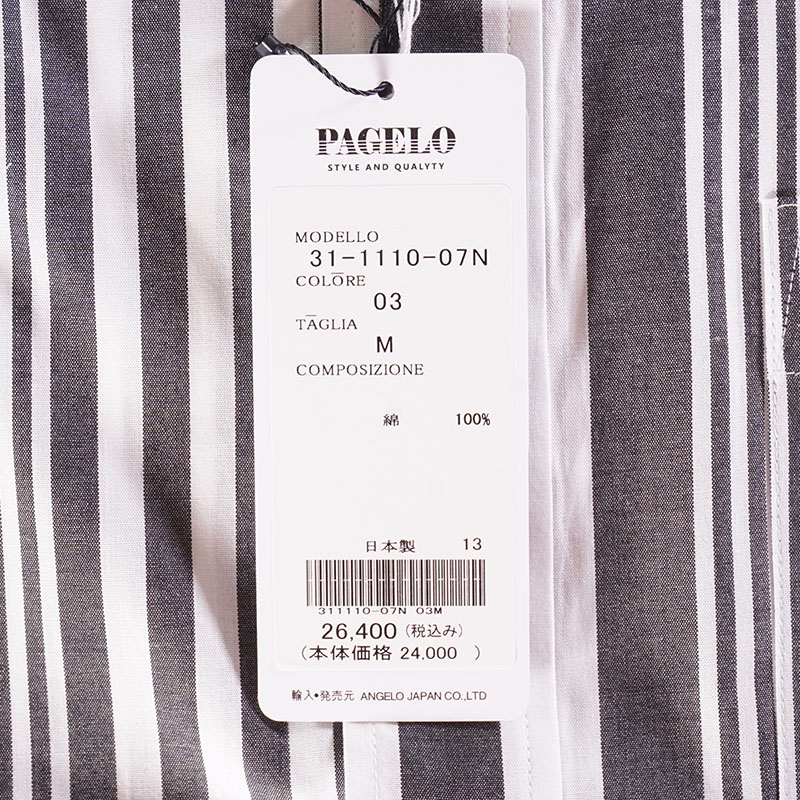 PAGELO
STYLE AND QUALYTY
MODELLO
31-1110-07N
COLŌRE
03
TĀGLIA
M
COMPOSIZIONE
綿 100%
日本製 13
311110-07N 03M
26,400 (税込み)
(本体価格 24,000 )
輸入•発売元 ANGELO JAPAN CO.,LTD